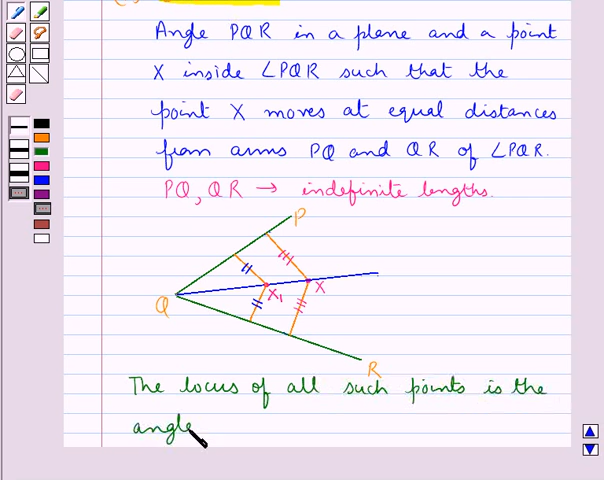 Angle PQR in a plane and a point
X inside ∠PQR such that the
point X moves at equal distances
from arms PQ and QR of ∠PQR.
PQ, QR → indefinite lengths.
P
X
X₁
Q
R
The locus of all such points is the
angle